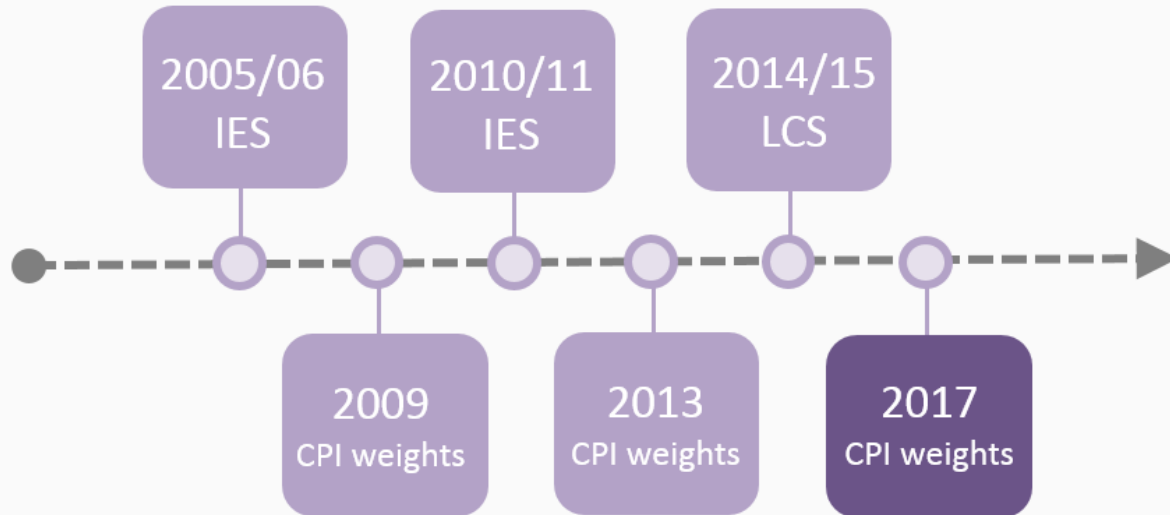 2005/06
IES
2009
CPI weights
2010/11
IES
2013
CPI weights
2014/15
LCS
2017
CPI weights